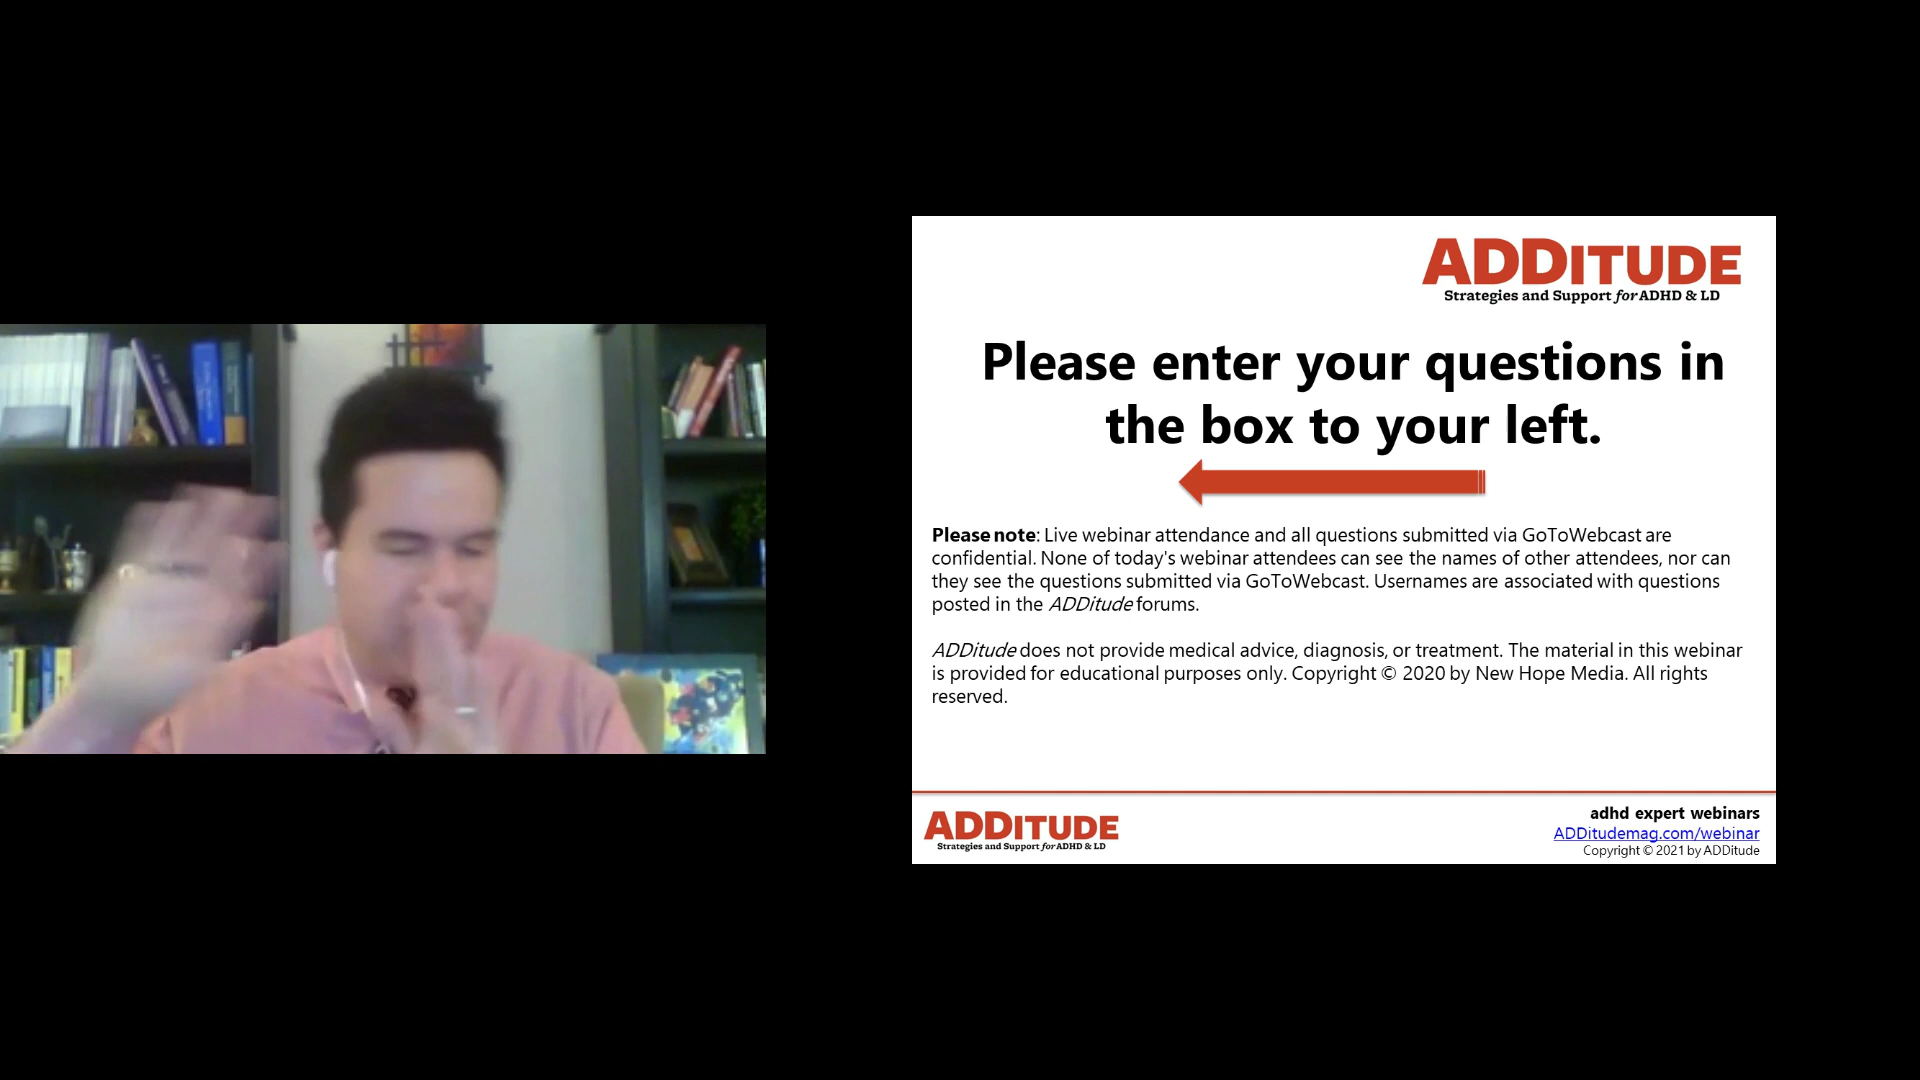 ADDITUDE
Strategies and Support for ADHD & LD
Please enter your questions in
the box to your left.
Please note: Live webinar attendance and all questions submitted via GoToWebcast are
confidential. None of today's webinar attendees can see the names of other attendees, nor can
they see the questions submitted via GoToWebcast. Usernames are associated with questions
posted in the ADDitude forums.
ADDitude does not provide medical advice, diagnosis, or treatment. The material in this webinar
is provided for educational purposes only. Copyright © 2020 by New Hope Media. All rights
reserved.
ADDITUDE
Strategies and Support for ADHD & LD
adhd expert webinars
ADDitudemag.com/webinar
Copyright © 2021 by ADDitude